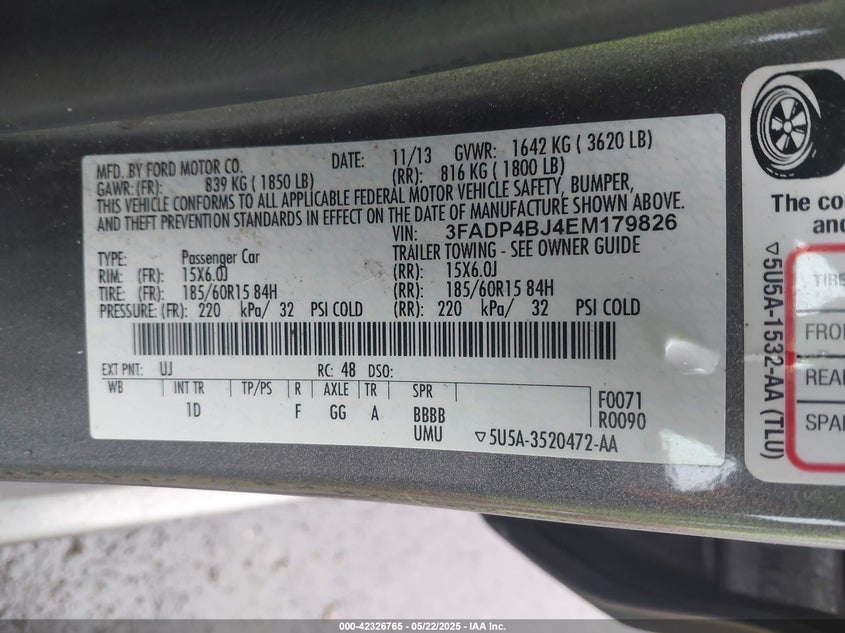 MFD. BY FORD MOTOR CO. DATE: 11/13 GVWR: 1642 KG ( 3620 LB)
GAWR: (FR): 839 KG ( 1850 LB) (RR): 816 KG ( 1800 LB)
THIS VEHICLE CONFORMS TO ALL APPLICABLE FEDERAL MOTOR VEHICLE SAFETY, BUMPER,
AND THEFT PREVENTION STANDARDS IN EFFECT ON THE DATE OF MANUFACTURE SHOWN ABOVE.
VIN: 3FADP4BJ4EM179826
TRAILER TOWING - SEE OWNER GUIDE
TYPE: Passenger Car
RIM: (FR): 15X6.0J (RR): 15X6.0J
TIRE: (FR): 185/60R15 84H (RR): 185/60R15 84H
PRESSURE: (FR): 220 kPa/ 32 PSI COLD (RR): 220 kPa/ 32 PSI COLD
EXT PNT: UJ RC: 48 DSO:
WB INT TR TP/PS R AXLE TR SPR
1D F GG A BBBB
UMU
F0071
R0090
▽5U5A-3520472-AA
The co
and
▽5U5A-1532-AA (TLU)
TIRE
FRO
REAR
SPA
000-42326765 - 05/22/2025 - IAA Inc.